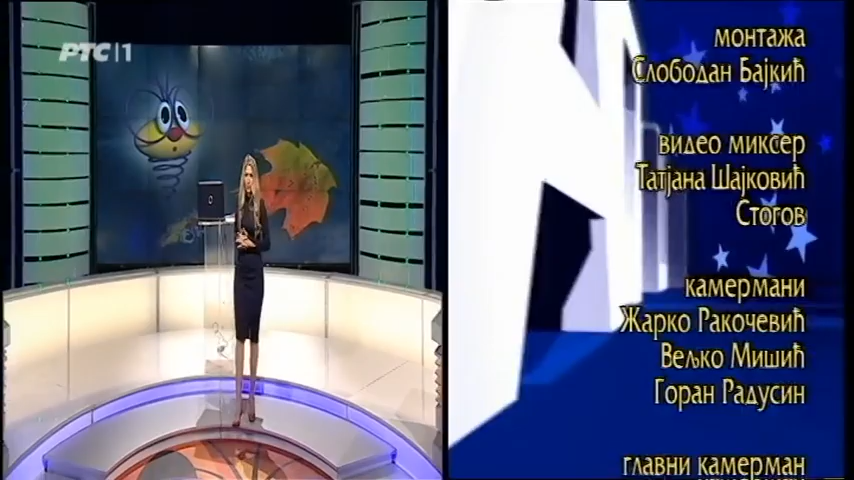 РТС|1
монтажа
Слободан Бајкић
видео миксер
Татјана Шајковић
Стогов
камермани
Жарко Ракочевић
Вељко Мишић
Горан Радусин
главни камерман